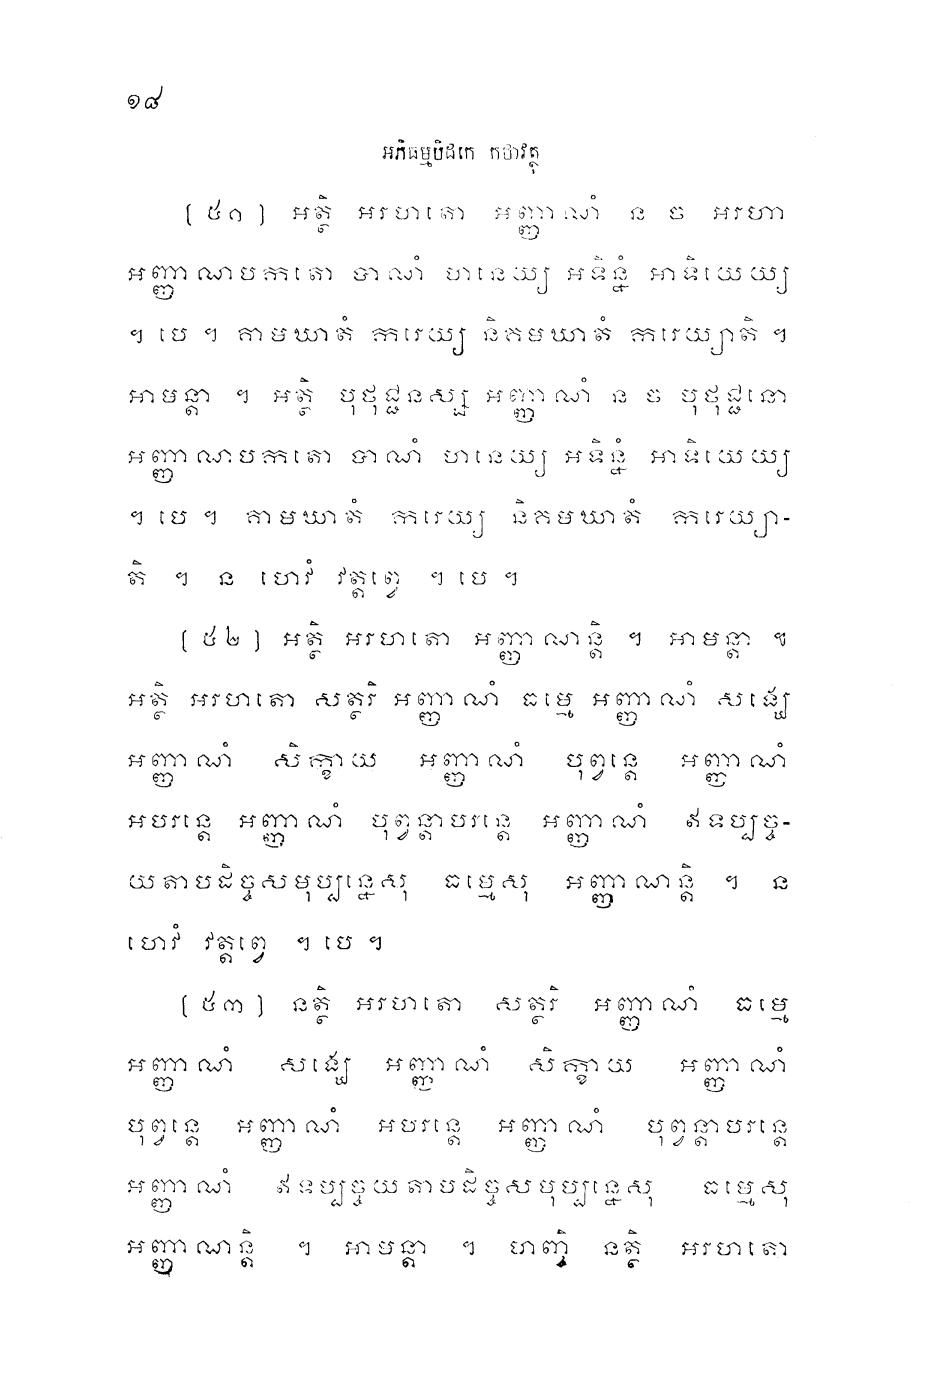 ១៨
អភិធម្មបិដកេ កថាវត្ថុ
[ ៥១ ] អត្ថិ អរហតោ អញ្ញាណំ ន ច អរហា
អញ្ញាណបកតោ បាណំ ហនេយ្យ អទិន្នំ អាទិយេយ្យ
។ បេ ។ គាមឃាតំ ករេយ្យ និគមឃាតំ ករេយ្យាតិ ។
អាមន្តា ។ អត្ថិ បុថុជ្ជនស្ស អញ្ញាណំ ន ច បុថុជ្ជនោ
អញ្ញាណបកតោ បាណំ ហនេយ្យ អទិន្នំ អាទិយេយ្យ
។ បេ ។ គាមឃាតំ ករេយ្យ និគមឃាតំ ករេយ្យា-
តិ ។ ន ហេវំ វត្តព្វេ ។ បេ ។
[ ៥២ ] អត្ថិ អរហតោ អញ្ញាណន្តិ ។ អាមន្តា ។
អត្ថិ អរហតោ សត្ថរិ អញ្ញាណំ ធម្មេ អញ្ញាណំ សង្ឃេ
អញ្ញាណំ សិក្ខាយ អញ្ញាណំ បុព្វន្តេ អញ្ញាណំ
អបរន្តេ អញ្ញាណំ បុព្វន្តាបរន្តេ អញ្ញាណំ ឥទប្បច្ច-
យតាបដិច្ចសមុប្បន្នេសុ ធម្មេសុ អញ្ញាណន្តិ ។ ន
ហេវំ វត្តព្វេ ។ បេ ។
[ ៥៣ ] នត្ថិ អរហតោ សត្ថរិ អញ្ញាណំ ធម្មេ
អញ្ញាណំ សង្ឃេ អញ្ញាណំ សិក្ខាយ អញ្ញាណំ
បុព្វន្តេ អញ្ញាណំ អបរន្តេ អញ្ញាណំ បុព្វន្តាបរន្តេ
អញ្ញាណំ ឥទប្បច្ចយតាបដិច្ចសមុប្បន្នេសុ ធម្មេសុ
អញ្ញាណន្តិ ។ អាមន្តា ។ ហញ្ចិ នត្ថិ អរហតោ